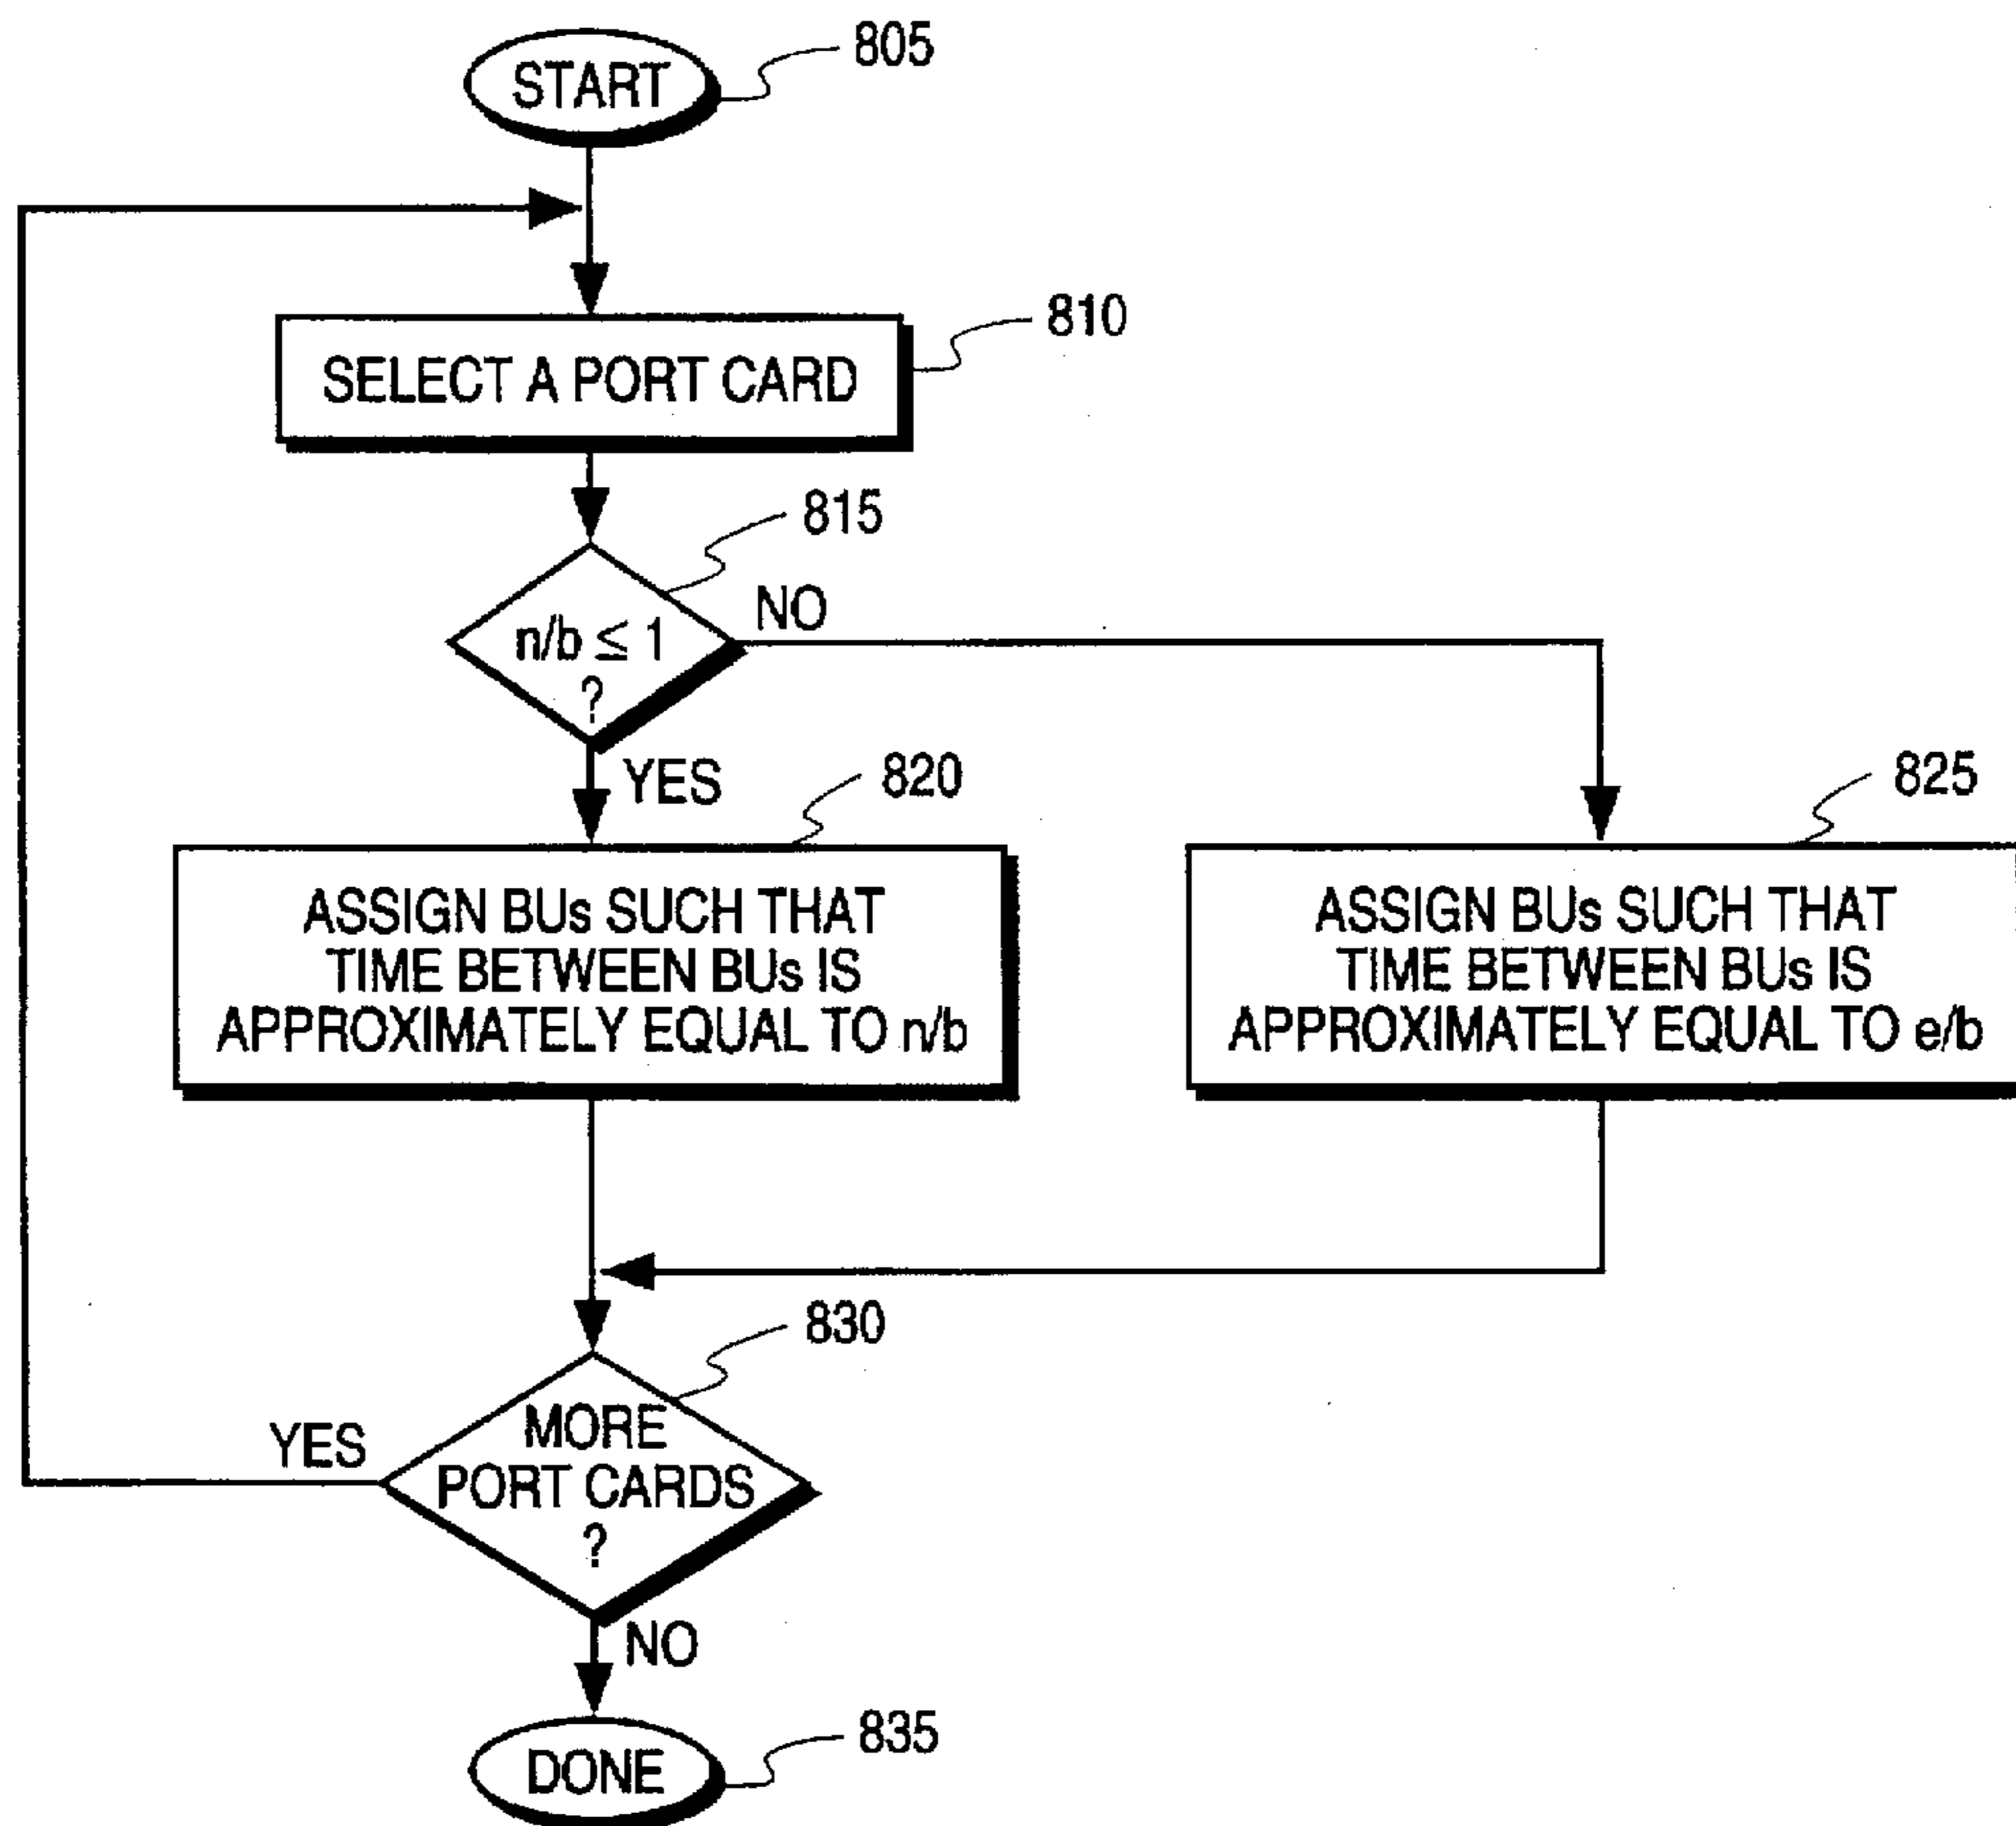 START
805
SELECT A PORT CARD
810
815
n/b ≤ 1
?
NO
YES
820
ASSIGN BUs SUCH THAT
TIME BETWEEN BUs IS
APPROXIMATELY EQUAL TO n/b
825
ASSIGN BUs SUCH THAT
TIME BETWEEN BUs IS
APPROXIMATELY EQUAL TO e/b
830
MORE
PORT CARDS
?
YES
NO
DONE
835